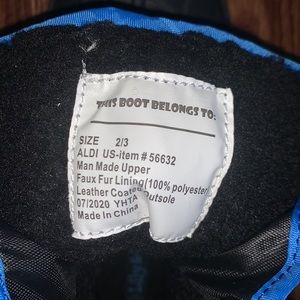 THIS BOOT BELONGS TO:
SIZE 2/3
ALDI US-item # 56632
Man Made Upper
Faux Fur Lining(100% polyester)
Leather Coated Outsole
07/2020 YHTA
Made In China